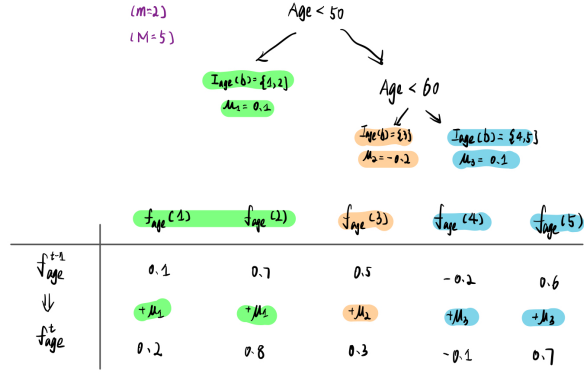 (m=2)
Age < 50
(M=5)
I_age(b)={1,2}
μ₁ = 0.1
Age < 60
I_age(b)={3}
I_age(b)={4,5}
μ₂=-0.2
μ₃= 0.1
f_age(1) f_age(2) f_age(3) f_age(4) f_age(5)
f_age^{t-1} 0.1 0.7 0.5 -0.2 0.6
⇓ +μ₁ +μ₁ +μ₂ +μ₃ +μ₃
f_age^t 0.2 0.8 0.3 -0.1 0.7